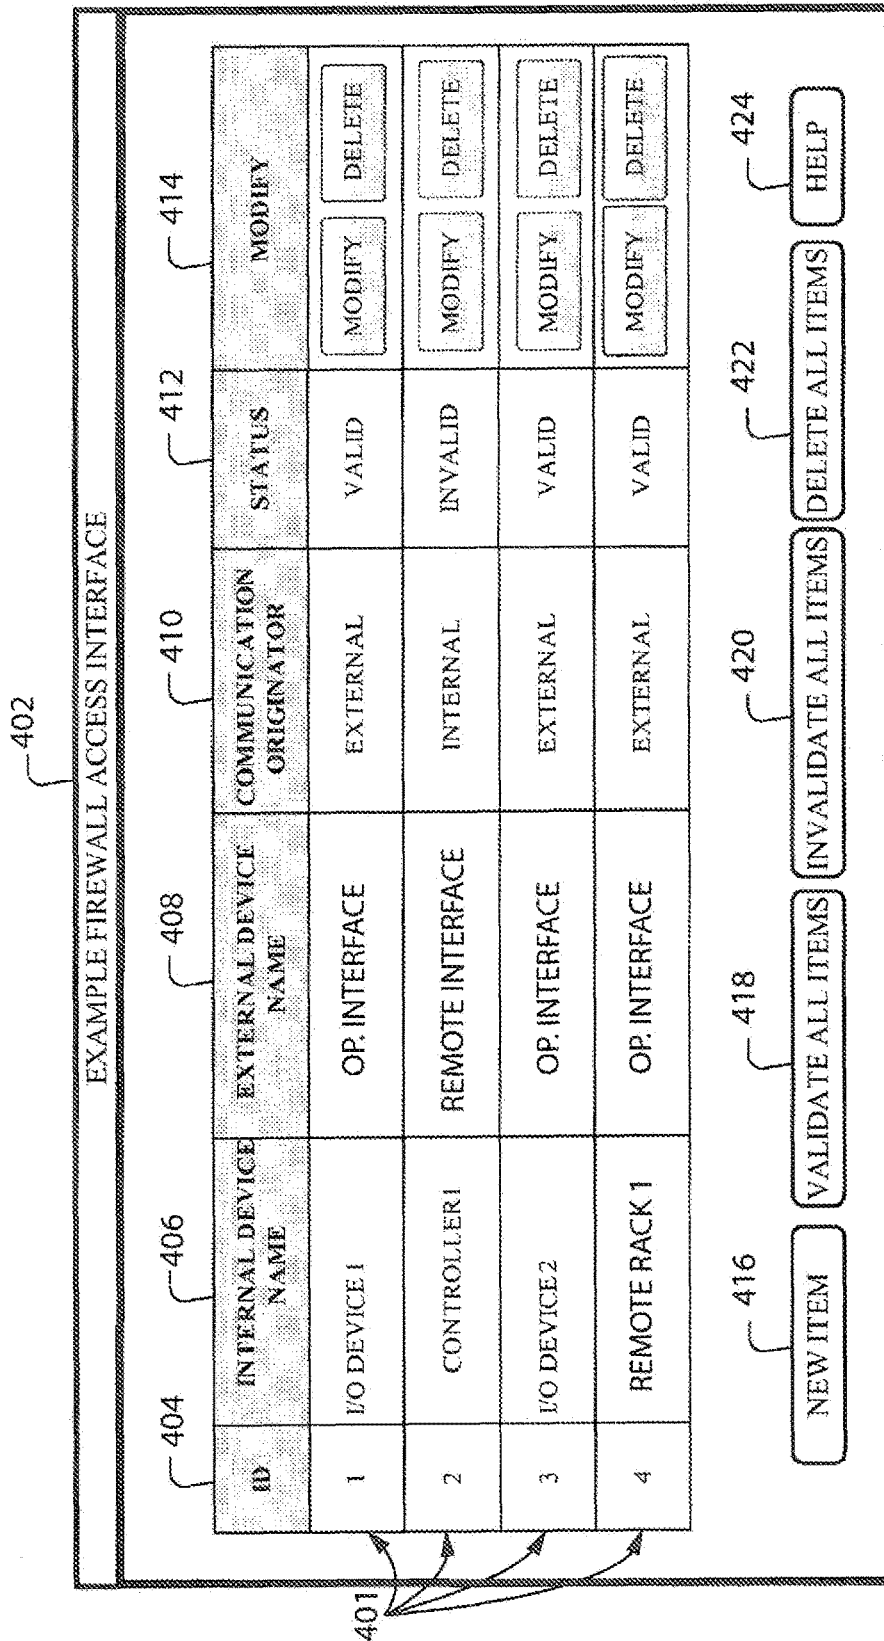 402
EXAMPLE FIREWALL ACCESS INTERFACE
404 406 408 410 412 414
ID INTERNAL DEVICE NAME EXTERNAL DEVICE NAME COMMUNICATION ORIGINATOR STATUS MODIFY
1 I/O DEVICE 1 OP. INTERFACE EXTERNAL VALID MODIFY DELETE
2 CONTROLLER1 REMOTE INTERFACE INTERNAL INVALID MODIFY DELETE
3 I/O DEVICE 2 OP. INTERFACE EXTERNAL VALID MODIFY DELETE
4 REMOTE RACK 1 OP. INTERFACE EXTERNAL VALID MODIFY DELETE
401
416 418 420 422 424
NEW ITEM VALIDATE ALL ITEMS INVALIDATE ALL ITEMS DELETE ALL ITEMS HELP